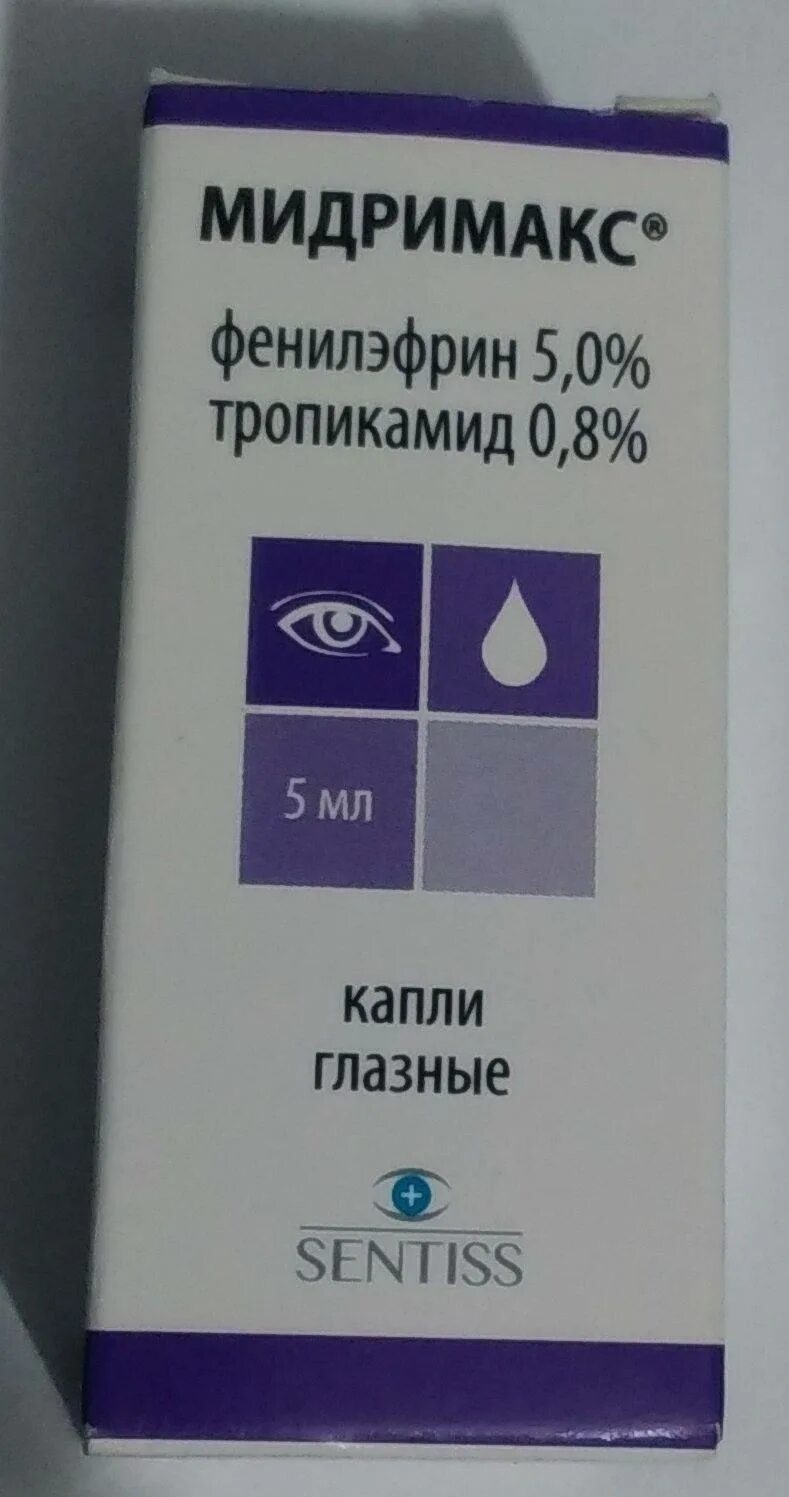 МИДРИМАКС®
фенилэфрин 5,0%
тропикамид 0,8%
5 мл
капли
глазные
SENTISS